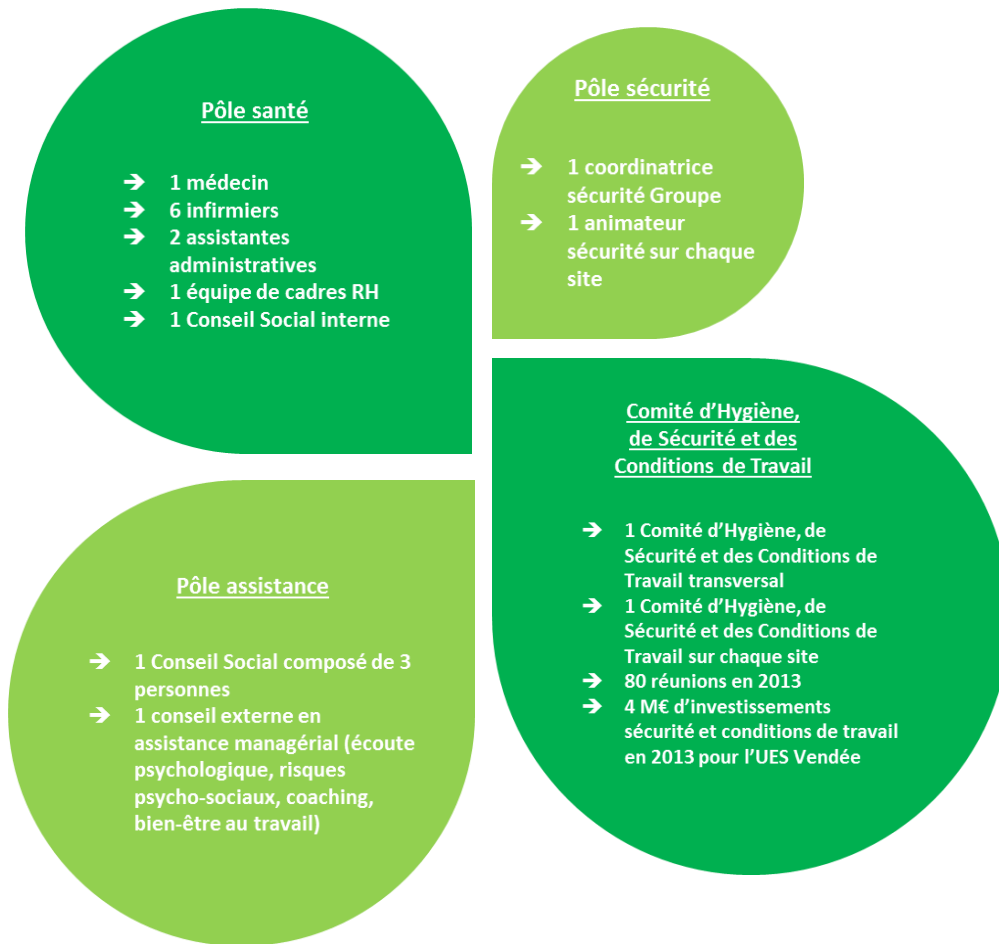 Pôle santé
➔ 1 médecin
➔ 6 infirmiers
➔ 2 assistantes
administratives
➔ 1 équipe de cadres RH
➔ 1 Conseil Social interne
Pôle sécurité
➔ 1 coordinatrice
sécurité Groupe
➔ 1 animateur
sécurité sur chaque
site
Pôle assistance
➔ 1 Conseil Social composé de 3
personnes
➔ 1 conseil externe en
assistance managérial (écoute
psychologique, risques
psycho-sociaux, coaching,
bien-être au travail)
Comité d’Hygiène,
de Sécurité et des
Conditions de Travail
➔ 1 Comité d’Hygiène, de
Sécurité et des Conditions de
Travail transversal
➔ 1 Comité d’Hygiène, de
Sécurité et des Conditions de
Travail sur chaque site
➔ 80 réunions en 2013
➔ 4 M€ d’investissements
sécurité et conditions de travail
en 2013 pour l’UES Vendée